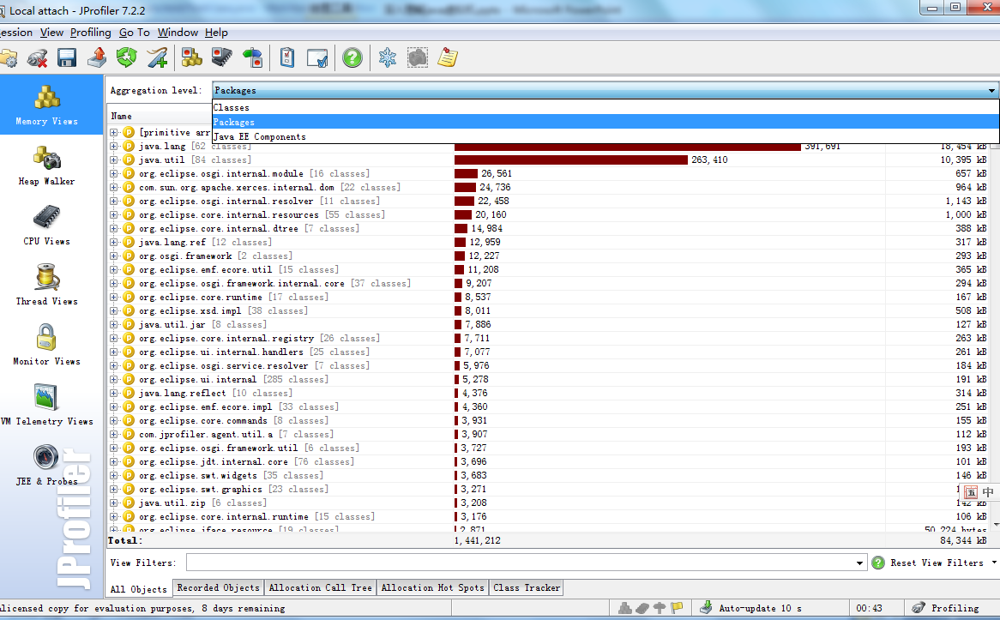 Local attach - JProfiler 7.2.2
ession View Profiling Go To Window Help
Aggregation level: Packages
Classes
Packages
Java EE Components
Name
[primitive arr
java.lang [62 classes] 391,691 18,454 kB
java.util [84 classes] 263,410 10,395 kB
org.eclipse.osgi.internal.module [16 classes] 26,561 657 kB
com.sun.org.apache.xerces.internal.dom [22 classes] 24,736 964 kB
org.eclipse.osgi.internal.resolver [11 classes] 22,458 1,143 kB
org.eclipse.core.internal.resources [55 classes] 20,160 1,000 kB
org.eclipse.core.internal.dtree [7 classes] 14,984 388 kB
java.lang.ref [12 classes] 12,959 317 kB
org.osgi.framework [2 classes] 12,227 293 kB
org.eclipse.emf.ecore.util [15 classes] 11,208 365 kB
org.eclipse.osgi.framework.internal.core [37 classes] 9,207 294 kB
org.eclipse.core.runtime [17 classes] 8,537 167 kB
org.eclipse.xsd.impl [38 classes] 8,011 508 kB
java.util.jar [8 classes] 7,886 127 kB
org.eclipse.core.internal.registry [26 classes] 7,711 263 kB
org.eclipse.ui.internal.handlers [25 classes] 7,077 261 kB
org.eclipse.osgi.service.resolver [7 classes] 5,976 184 kB
org.eclipse.ui.internal [285 classes] 5,278 191 kB
java.lang.reflect [10 classes] 4,376 314 kB
org.eclipse.emf.ecore.impl [33 classes] 4,360 251 kB
org.eclipse.core.commands [8 classes] 3,931 155 kB
com.jprofiler.agent.util.a [7 classes] 3,907 112 kB
org.eclipse.osgi.framework.util [6 classes] 3,727 193 kB
org.eclipse.jdt.internal.core [76 classes] 3,696 101 kB
org.eclipse.swt.widgets [35 classes] 3,683 146 kB
org.eclipse.swt.graphics [23 classes] 3,271
java.util.zip [6 classes] 3,208 142 kB
org.eclipse.core.internal.runtime [15 classes] 3,176 106 kB
org.eclipse.jface.resource [19 classes] 2,871 50,224 bytes
Total: 1,441,212 84,344 kB
View Filters: Reset View Filters
All Objects Recorded Objects Allocation Call Tree Allocation Hot Spots Class Tracker
Memory Views
Heap Walker
CPU Views
Thread Views
Monitor Views
VM Telemetry Views
JEE & Probes
JProfiler
五 中
licensed copy for evaluation purposes, 8 days remaining Auto-update 10 s 00:43 Profiling